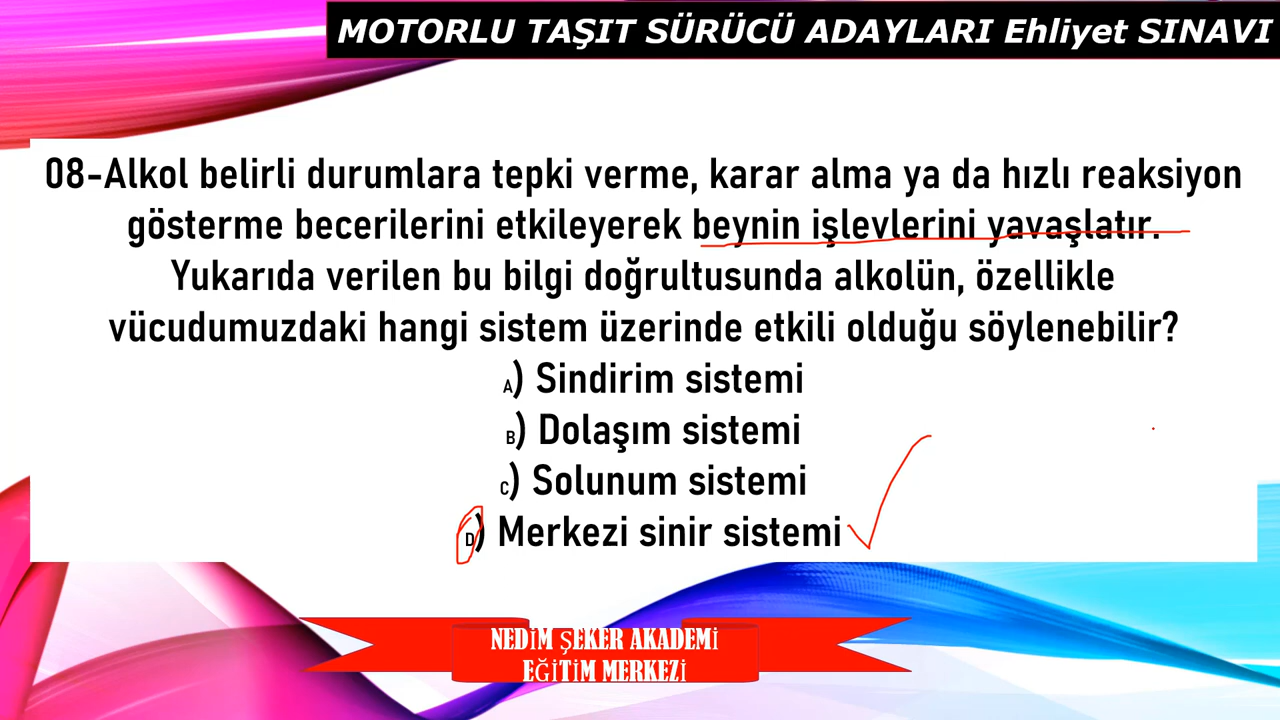 MOTORLU TAŞIT SÜRÜCÜ ADAYLARI Ehliyet SINAVI
08-Alkol belirli durumlara tepki verme, karar alma ya da hızlı reaksiyon
gösterme becerilerini etkileyerek beynin işlevlerini yavaşlatır.
Yukarıda verilen bu bilgi doğrultusunda alkolün, özellikle
vücudumuzdaki hangi sistem üzerinde etkili olduğu söylenebilir?
A) Sindirim sistemi
B) Dolaşım sistemi
C) Solunum sistemi
D) Merkezi sinir sistemi
NEDİM ŞEKER AKADEMİ
EĞİTİM MERKEZİ